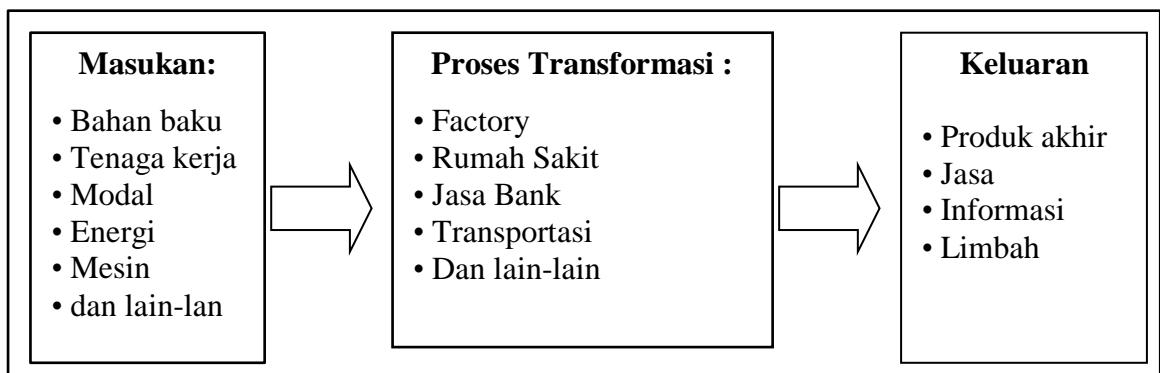 Masukan:
• Bahan baku
• Tenaga kerja
• Modal
• Energi
• Mesin
• dan lain-lan
Proses Transformasi :
• Factory
• Rumah Sakit
• Jasa Bank
• Transportasi
• Dan lain-lain
Keluaran
• Produk akhir
• Jasa
• Informasi
• Limbah